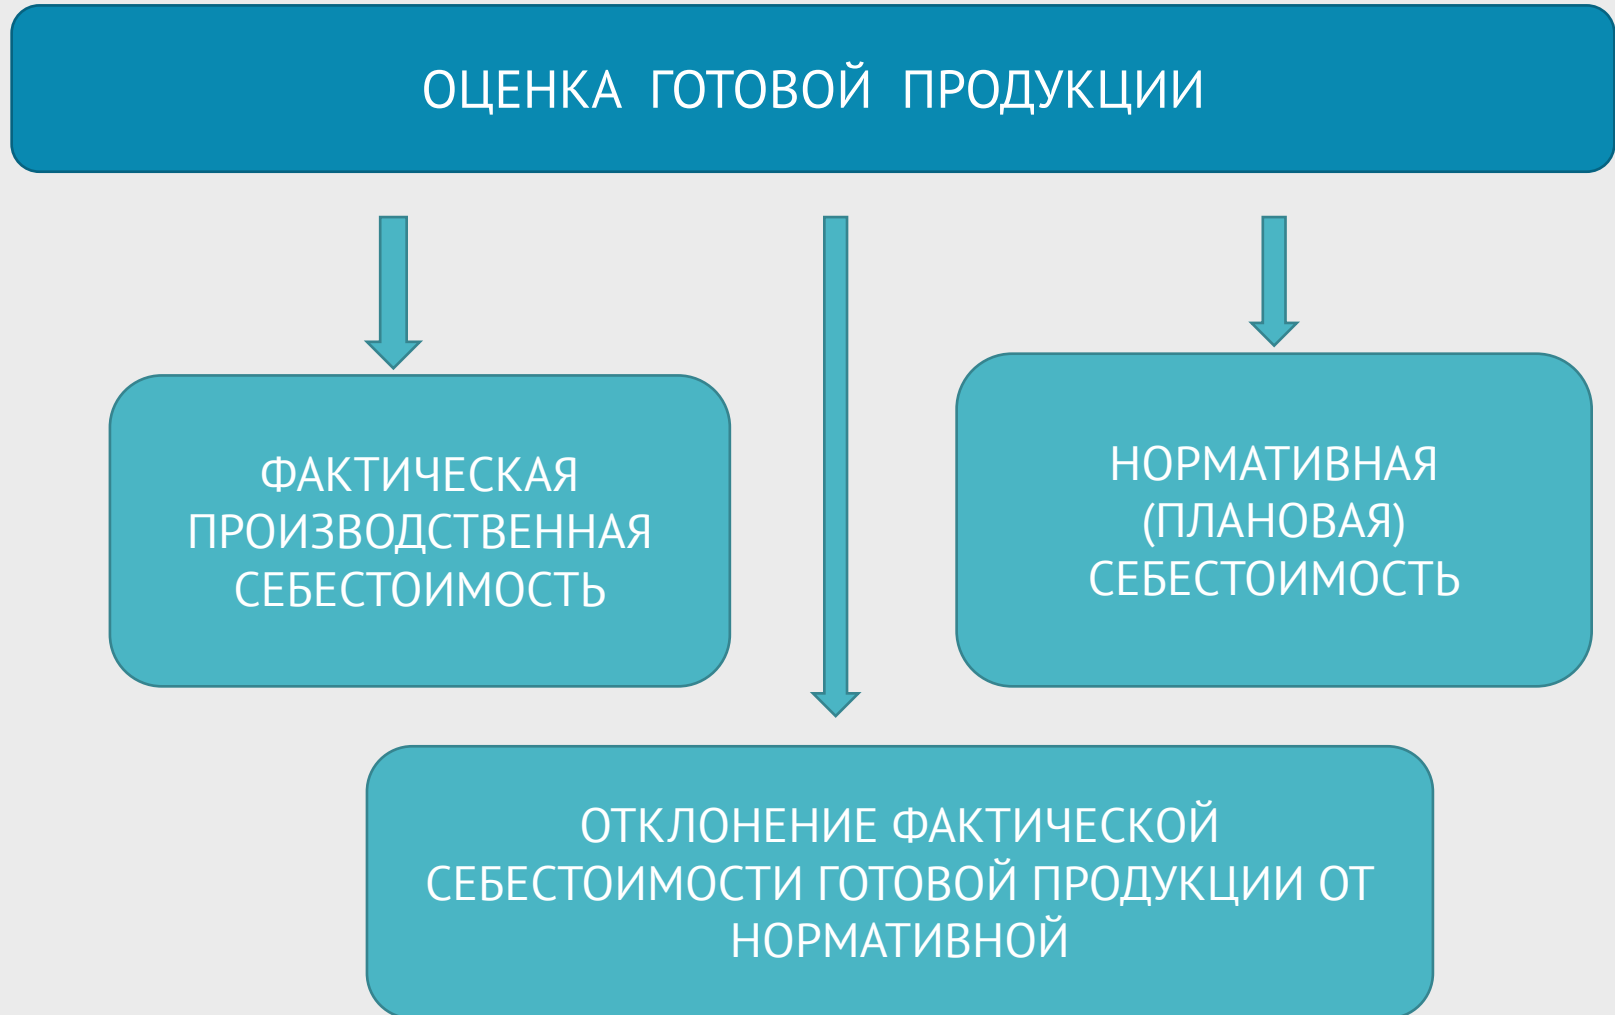 ОЦЕНКА ГОТОВОЙ ПРОДУКЦИИ
ФАКТИЧЕСКАЯ
ПРОИЗВОДСТВЕННАЯ
СЕБЕСТОИМОСТЬ
НОРМАТИВНАЯ
(ПЛАНОВАЯ)
СЕБЕСТОИМОСТЬ
ОТКЛОНЕНИЕ ФАКТИЧЕСКОЙ
СЕБЕСТОИМОСТИ ГОТОВОЙ ПРОДУКЦИИ ОТ
НОРМАТИВНОЙ